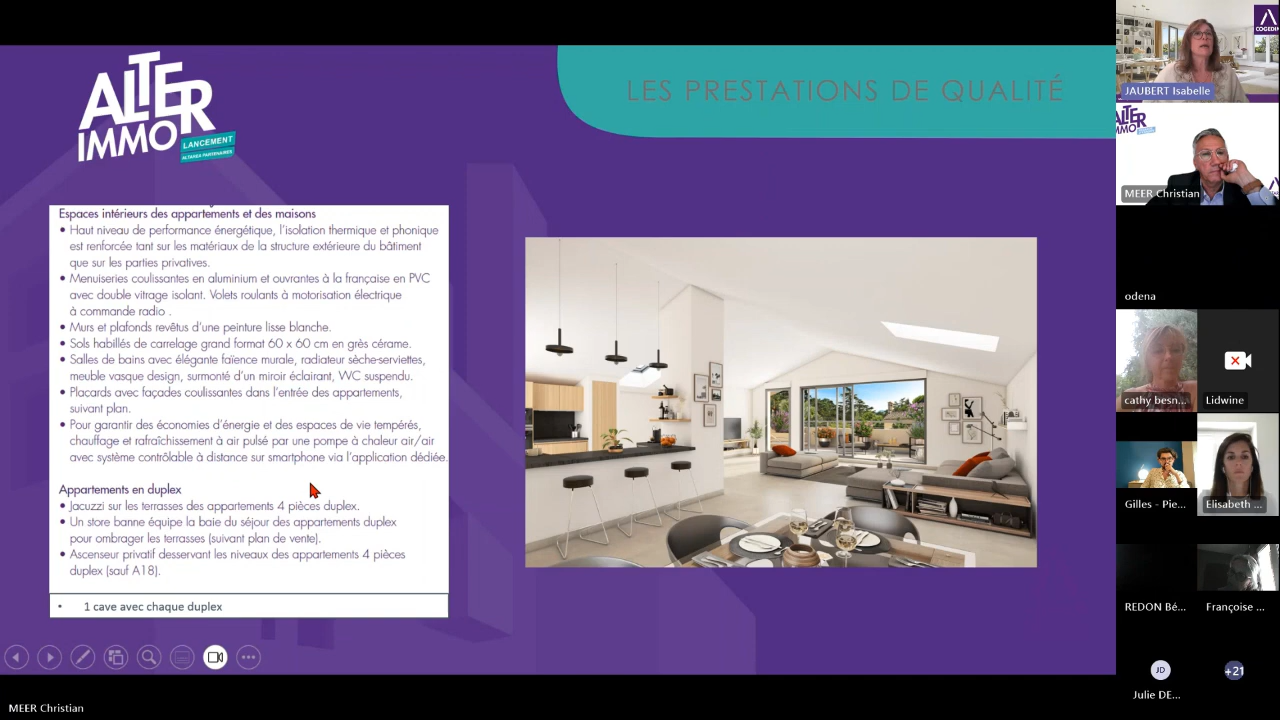 ALTER
IMMO
LANCEMENT
ALTAREA PARTENAIRES
LES PRESTATIONS DE QUALITÉ
Espaces intérieurs des appartements et des maisons
• Haut niveau de performance énergétique, l'isolation thermique et phonique
est renforcée tant sur les matériaux de la structure extérieure du bâtiment
que sur les parties privatives.
• Menuiseries coulissantes en aluminium et ouvrantes à la française en PVC
avec double vitrage isolant. Volets roulants à motorisation électrique
à commande radio .
• Murs et plafonds revêtus d'une peinture lisse blanche.
• Sols habillés de carrelage grand format 60 x 60 cm en grès cérame.
• Salles de bains avec élégante faïence murale, radiateur sèche-serviettes,
meuble vasque design, surmonté d'un miroir éclairant, WC suspendu.
• Placards avec façades coulissantes dans l'entrée des appartements,
suivant plan.
• Pour garantir des économies d'énergie et des espaces de vie tempérés,
chauffage et rafraîchissement à air pulsé par une pompe à chaleur air/air
avec système contrôlable à distance sur smartphone via l'application dédiée.
Appartements en duplex
• Jacuzzi sur les terrasses des appartements 4 pièces duplex.
• Un store banne équipe la baie du séjour des appartements duplex
pour ombrager les terrasses (suivant plan de vente).
• Ascenseur privatif desservant les niveaux des appartements 4 pièces
duplex (sauf A18).
• 1 cave avec chaque duplex
MEER Christian
COGEDIM
JAUBERT Isabelle
ALTER
IMMO
MEER Christian
odena
cathy besn...
Lidwine
Gilles - Pie...
Elisabeth ...
REDON Bé...
Françoise ...
JD
+21
Julie DE...